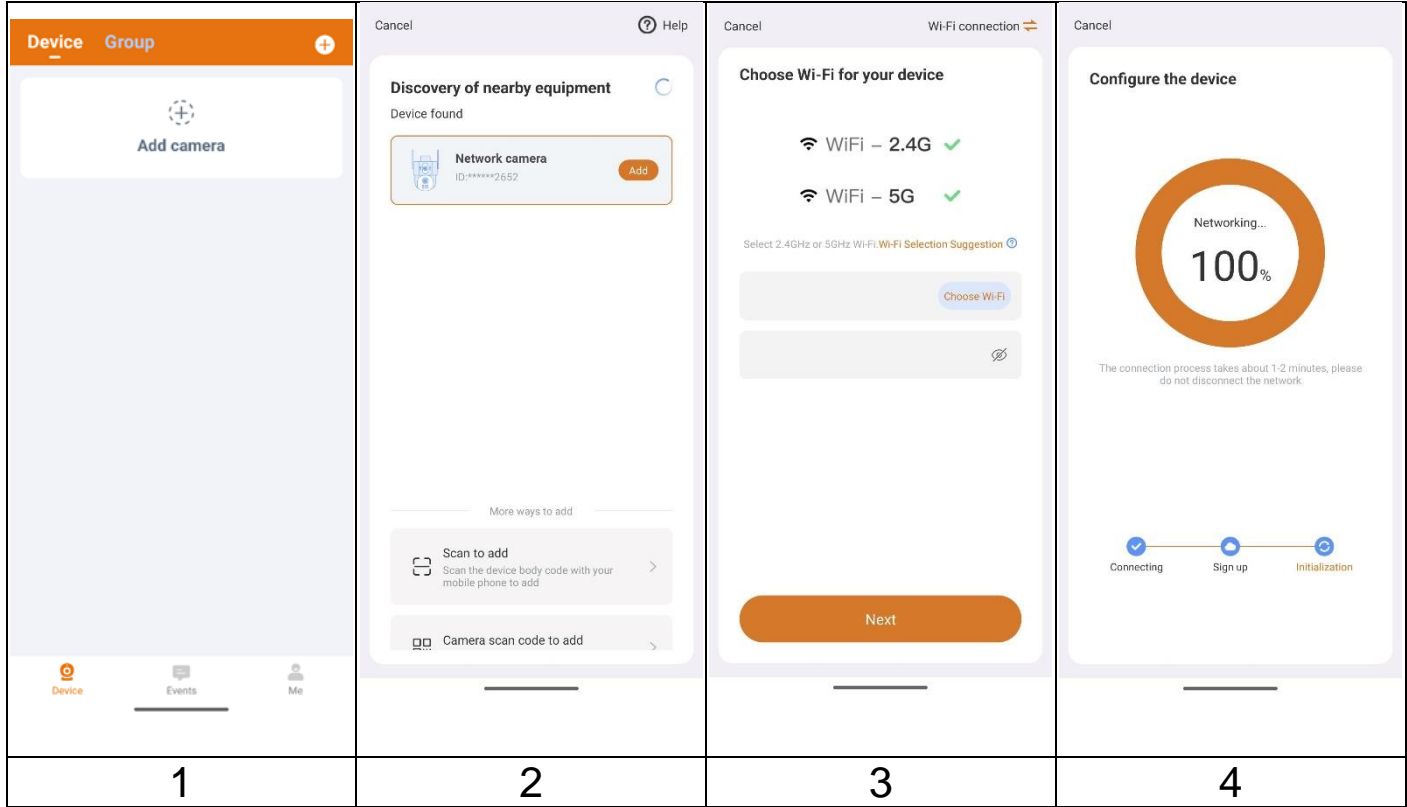 Device Group
Add camera
Device Events Me
1
Cancel Help
Discovery of nearby equipment
Device found
Network camera
ID:******2652
Add
More ways to add
Scan to add
Scan the device body code with your
mobile phone to add
Camera scan code to add
2
Cancel Wi-Fi connection
Choose Wi-Fi for your device
WiFi – 2.4G
WiFi – 5G
Select 2.4GHz or 5GHz Wi-Fi.Wi-Fi Selection Suggestion
Choose Wi-Fi
Next
3
Cancel
Configure the device
Networking...
100%
The connection process takes about 1-2 minutes, please
do not disconnect the network.
Connecting Sign up Initialization
4